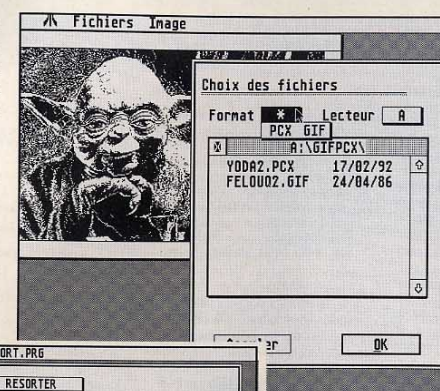 Fichiers Image
Choix des fichiers
Format * Lecteur A
PCX GIF
A:\GIFPCX\
YODA2.PCX 17/02/92
FELOUQ2.GIF 24/04/86
OK
ORT.PRG
RESORTER